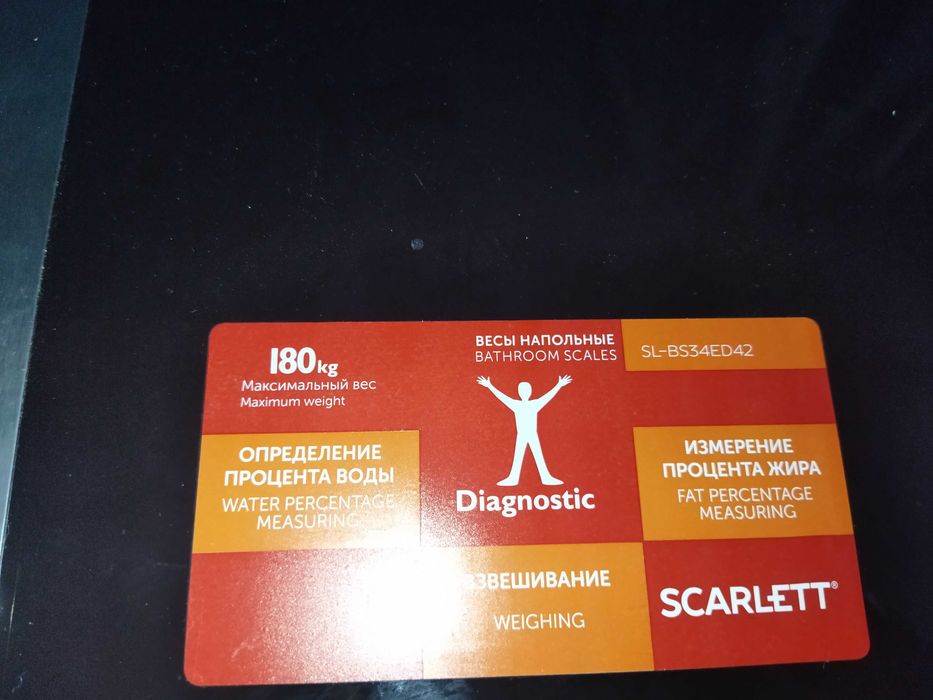 180kg
Максимальный вес
Maximum weight
ВЕСЫ НАПОЛЬНЫЕ
BATHROOM SCALES
SL-BS34ED42
ОПРЕДЕЛЕНИЕ
ПРОЦЕНТА ВОДЫ
WATER PERCENTAGE
MEASURING
Diagnostic
ИЗМЕРЕНИЕ
ПРОЦЕНТА ЖИРА
FAT PERCENTAGE
MEASURING
ВЗВЕШИВАНИЕ
WEIGHING
SCARLETT®